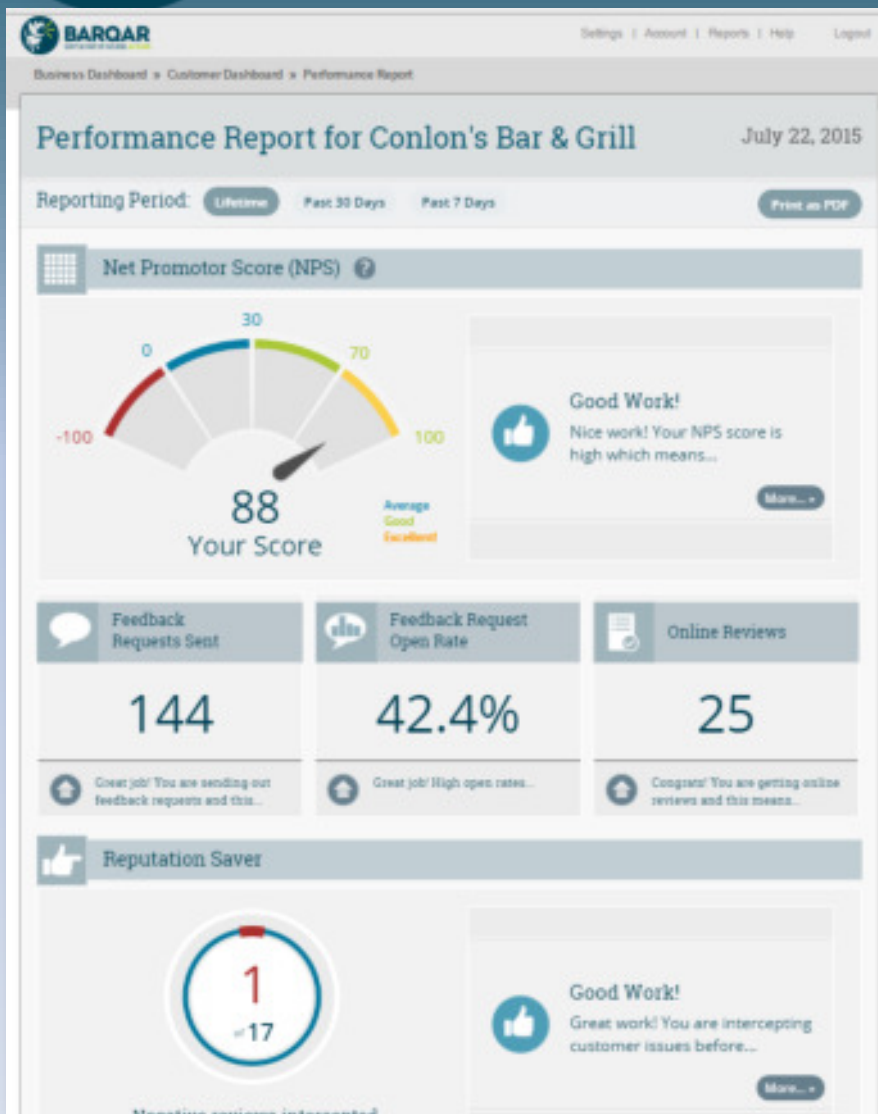 BARQAR
Settings | Account | Reports | Help Logout
Business Dashboard » Customer Dashboard » Performance Report
Performance Report for Conlon's Bar & Grill
July 22, 2015
Reporting Period: Lifetime Past 30 Days Past 7 Days
Print as PDF
Net Promotor Score (NPS) ?
-100
0
30
70
100
88
Your Score
Average
Good
Excellent!
Good Work!
Nice work! Your NPS score is
high which means...
More... »
Feedback
Requests Sent
144
Great job! You are sending out
feedback requests and this...
Feedback Request
Open Rate
42.4%
Great job! High open rates...
Online Reviews
25
Congrats! You are getting online
reviews and this means...
Reputation Saver
1
of 17
Negative reviews intercepted
Good Work!
Great work! You are intercepting
customer issues before...
More... »